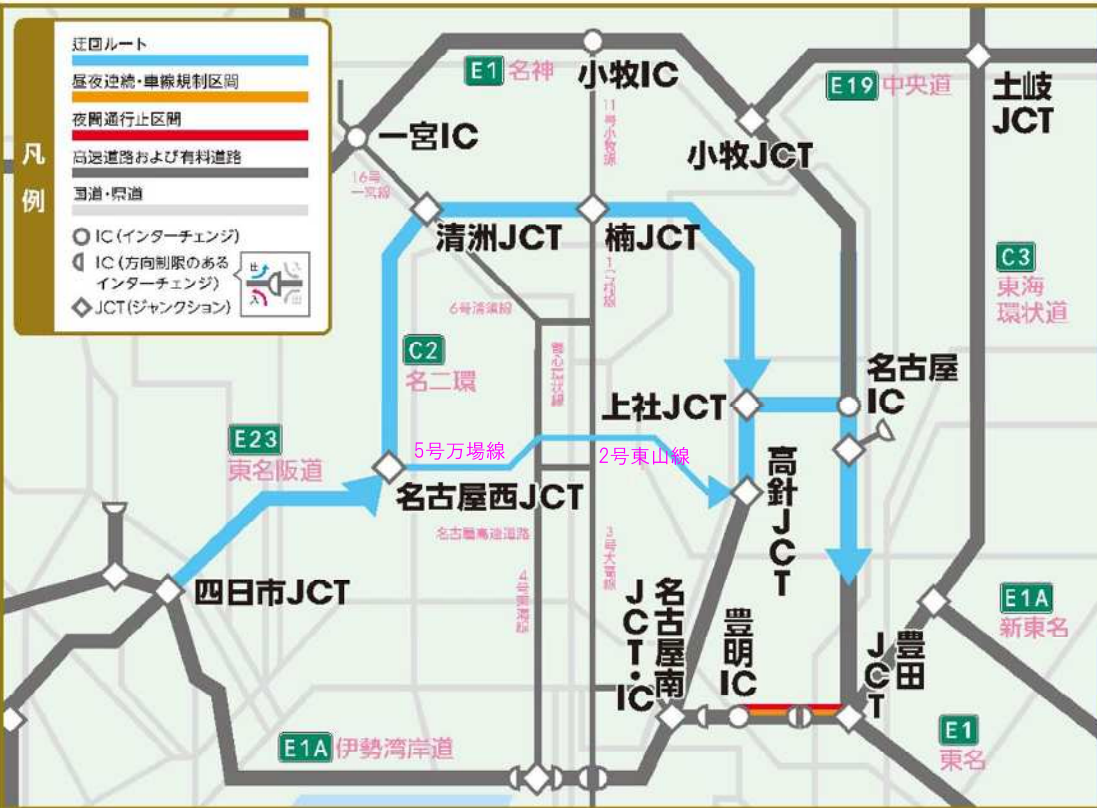 凡例
迂回ルート
昼夜連続・車線規制区間
夜間通行止区間
高速道路および有料道路
国道・県道
IC(インターチェンジ)
IC(方向制限のある
インターチェンジ)
JCT(ジャンクション)
出
入
E1 名神
小牧IC
E19 中央道
土岐
JCT
一宮IC
11号小牧線
小牧JCT
16号
一宮線
清洲JCT
楠JCT
C3
東海
環状道
6号清須線
1号楠線
都心環状線
C2
名二環
名古屋
IC
上社JCT
E23
東名阪道
5号万場線
2号東山線
高針JCT
名古屋西JCT
名古屋高速道路
3号大高線
四日市JCT
4号東海線
名古屋南
JCT・IC
豊明IC
豊田
JCT
E1A
新東名
E1A 伊勢湾岸道
E1
東名